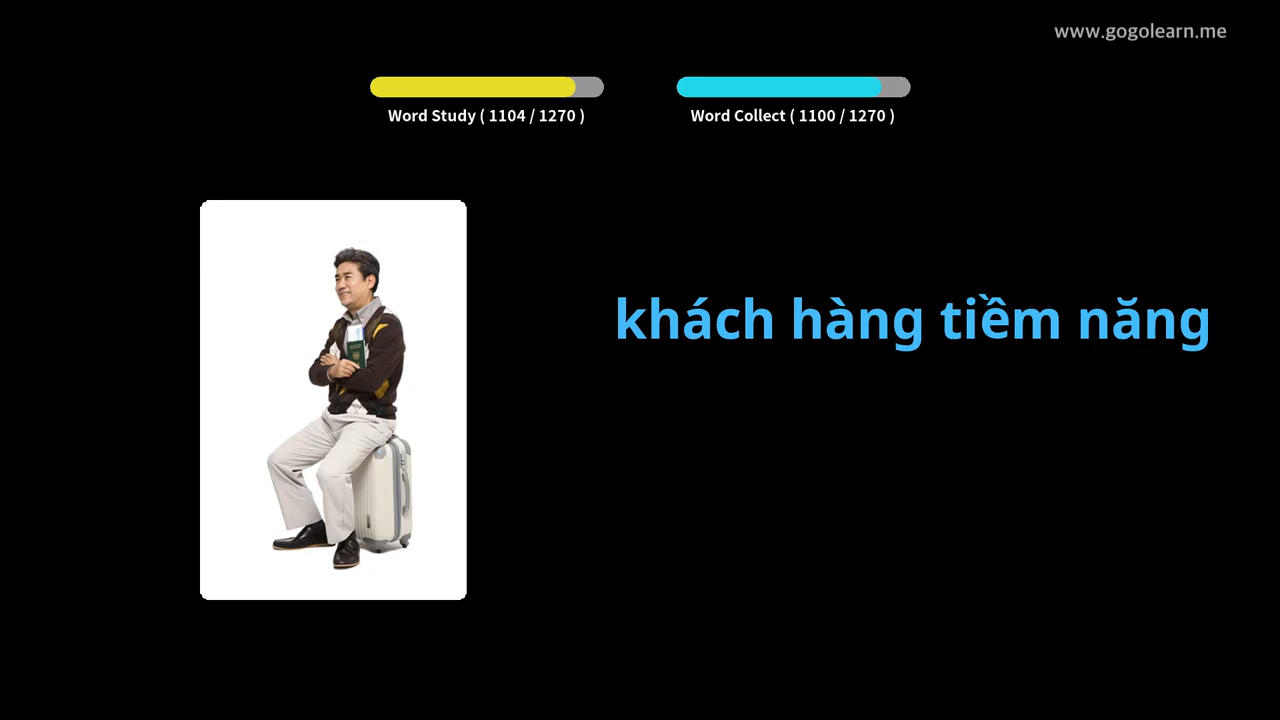 www.gogolearn.me
Word Study ( 1104 / 1270 )
Word Collect ( 1100 / 1270 )
khách hàng tiềm năng